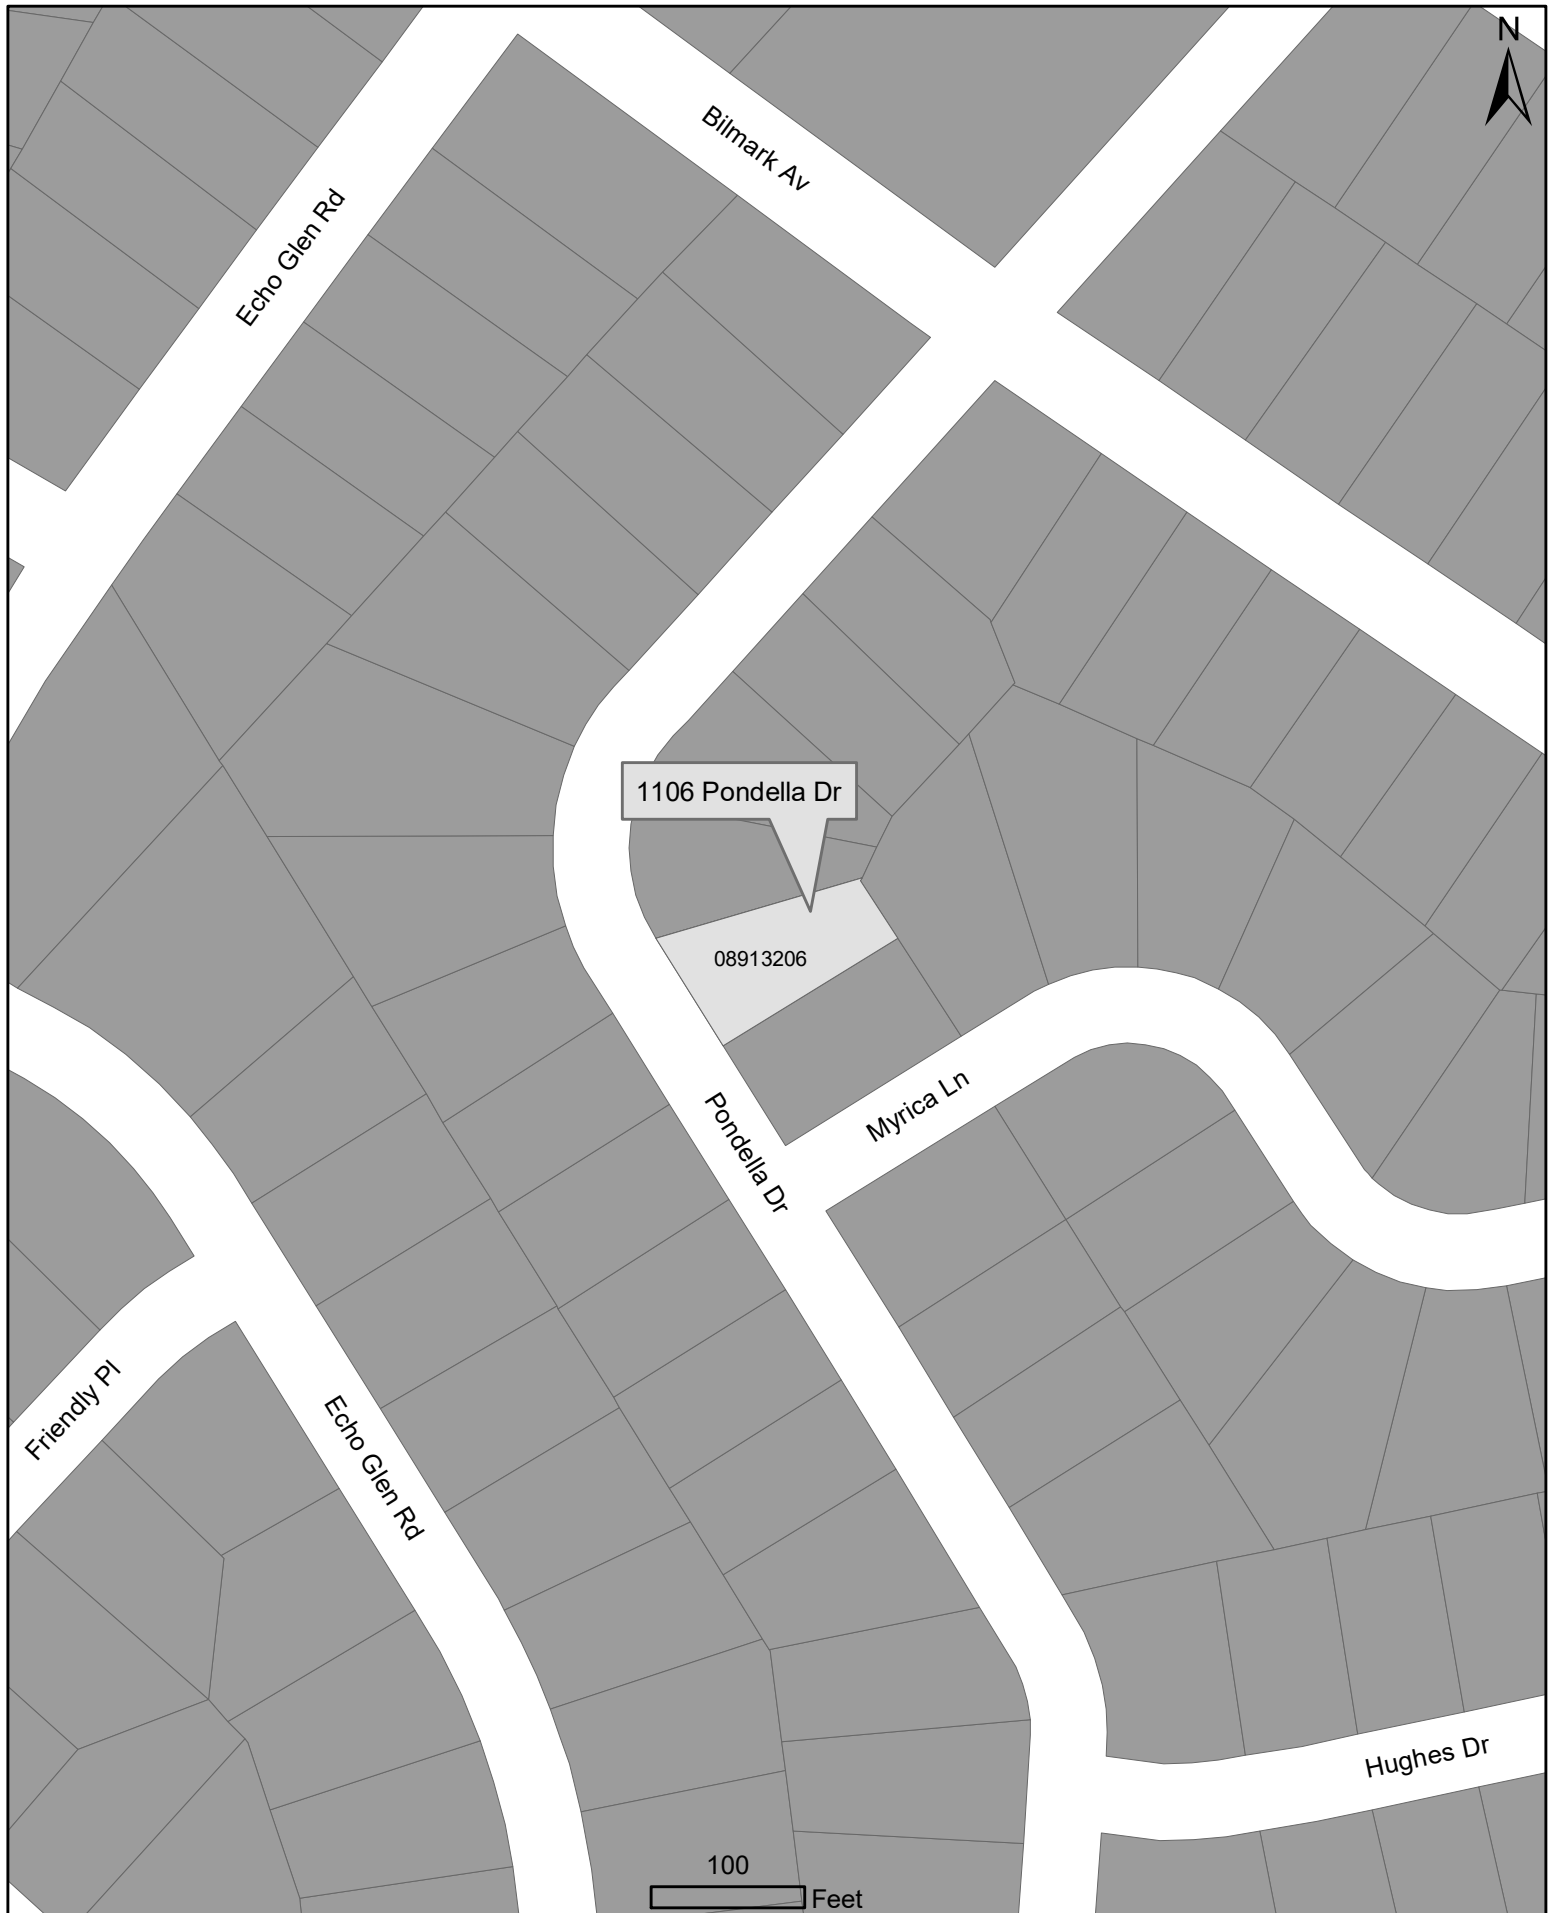 N
Bilmark Av
Echo Glen Rd
1106 Pondella Dr
08913206
Myrica Ln
Pondella Dr
Friendly Pl
Echo Glen Rd
Hughes Dr
100
Feet